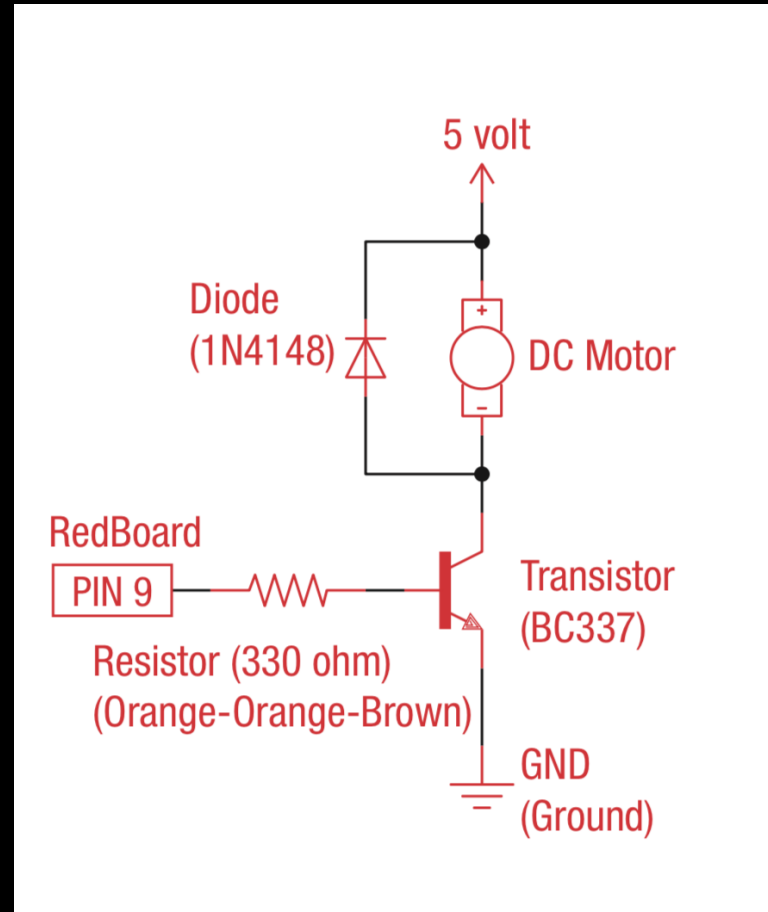 5 volt
Diode
(1N4148)
+
DC Motor
-
RedBoard
PIN 9
Transistor
(BC337)
Resistor (330 ohm)
(Orange-Orange-Brown)
GND
(Ground)